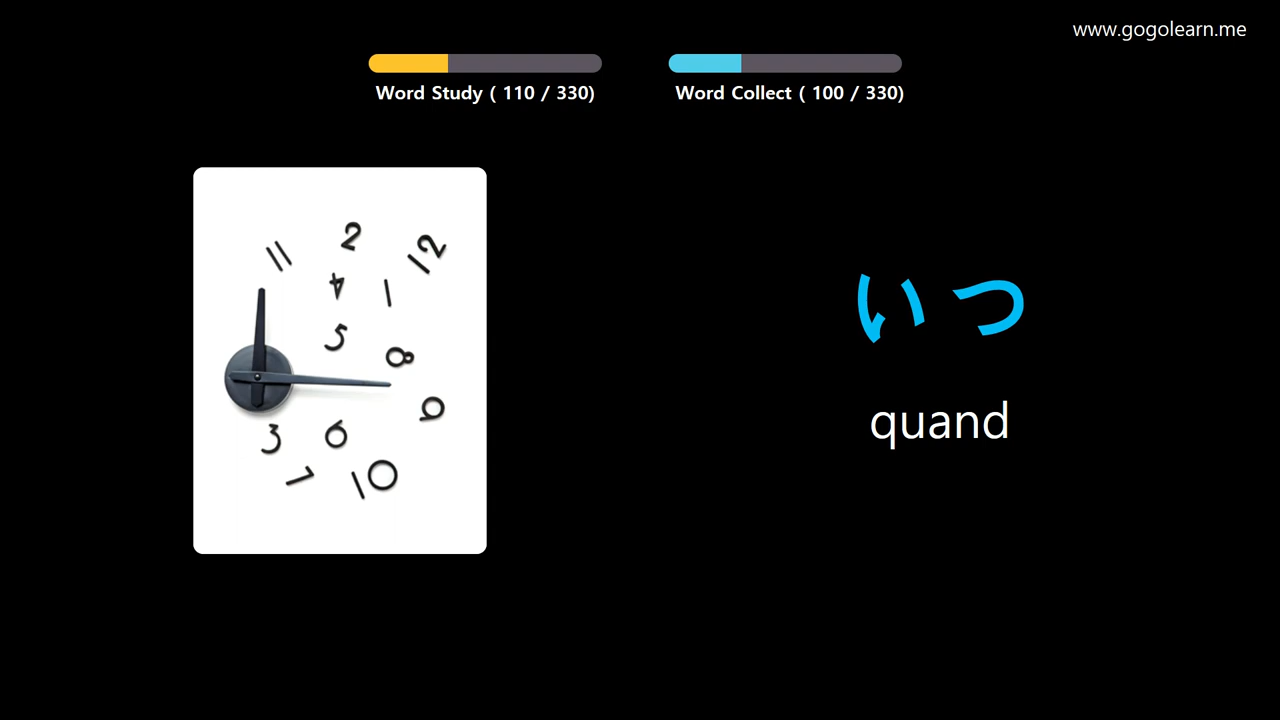 www.gogolearn.me
Word Study ( 110 / 330)
Word Collect ( 100 / 330)
11
2
12
4
1
5
8
9
3
6
7
10
いつ
quand